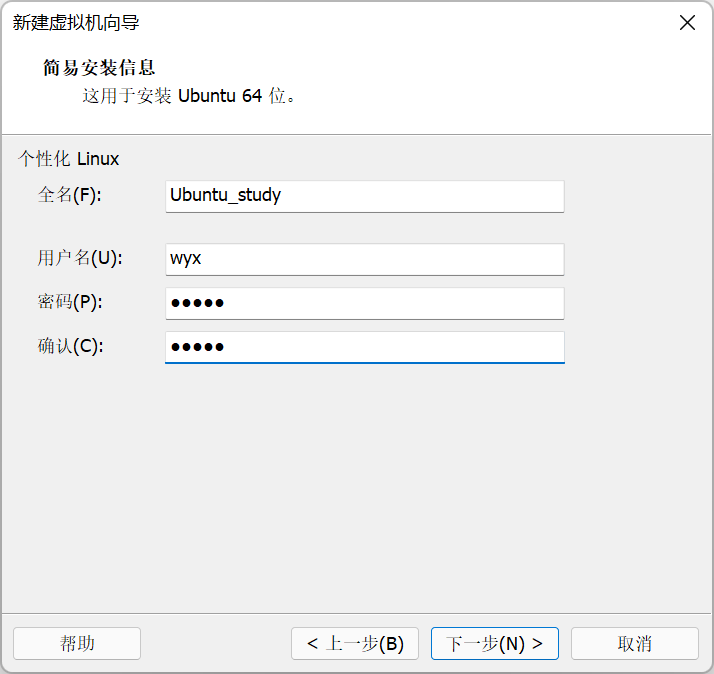 新建虚拟机向导
简易安装信息
这用于安装 Ubuntu 64 位。
个性化 Linux
全名(F): Ubuntu_study
用户名(U): wyx
密码(P): ●●●●●
确认(C): ●●●●●
帮助 < 上一步(B) 下一步(N) > 取消